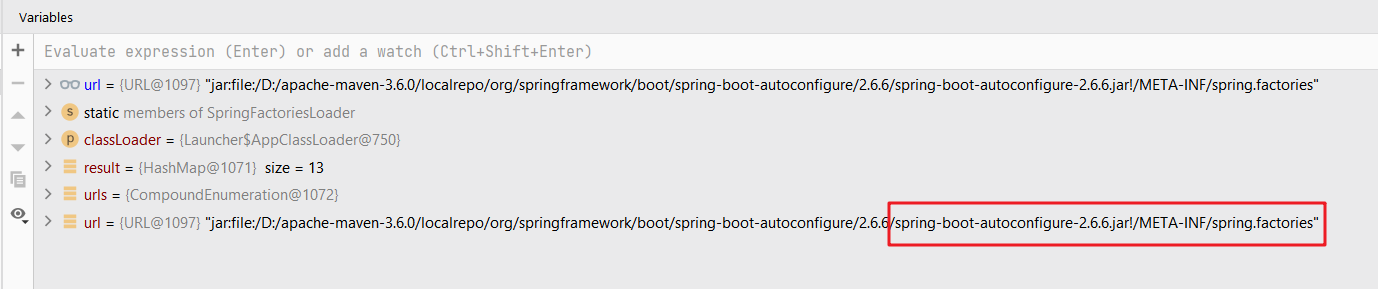 Variables
Evaluate expression (Enter) or add a watch (Ctrl+Shift+Enter)
url = {URL@1097} "jar:file:/D:/apache-maven-3.6.0/localrepo/org/springframework/boot/spring-boot-autoconfigure/2.6.6/spring-boot-autoconfigure-2.6.6.jar!/META-INF/spring.factories"
s static members of SpringFactoriesLoader
p classLoader = {Launcher$AppClassLoader@750}
result = {HashMap@1071} size = 13
urls = {CompoundEnumeration@1072}
url = {URL@1097} "jar:file:/D:/apache-maven-3.6.0/localrepo/org/springframework/boot/spring-boot-autoconfigure/2.6.6/spring-boot-autoconfigure-2.6.6.jar!/META-INF/spring.factories"